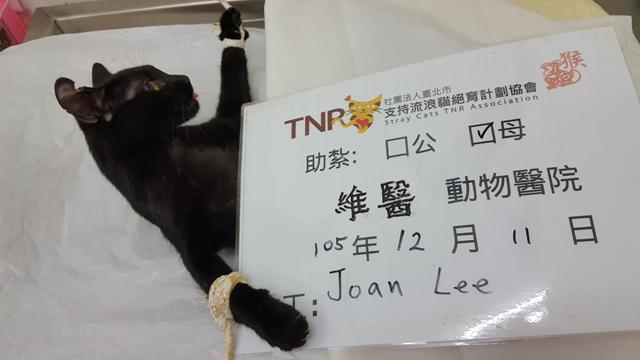 TNR 社團法人臺北市
支持流浪貓絕育計劃協會
Stray Cats TNR Association
猴
助紮: □公 ☑母
維醫 動物醫院
105年 12 月 11 日
T: Joan Lee